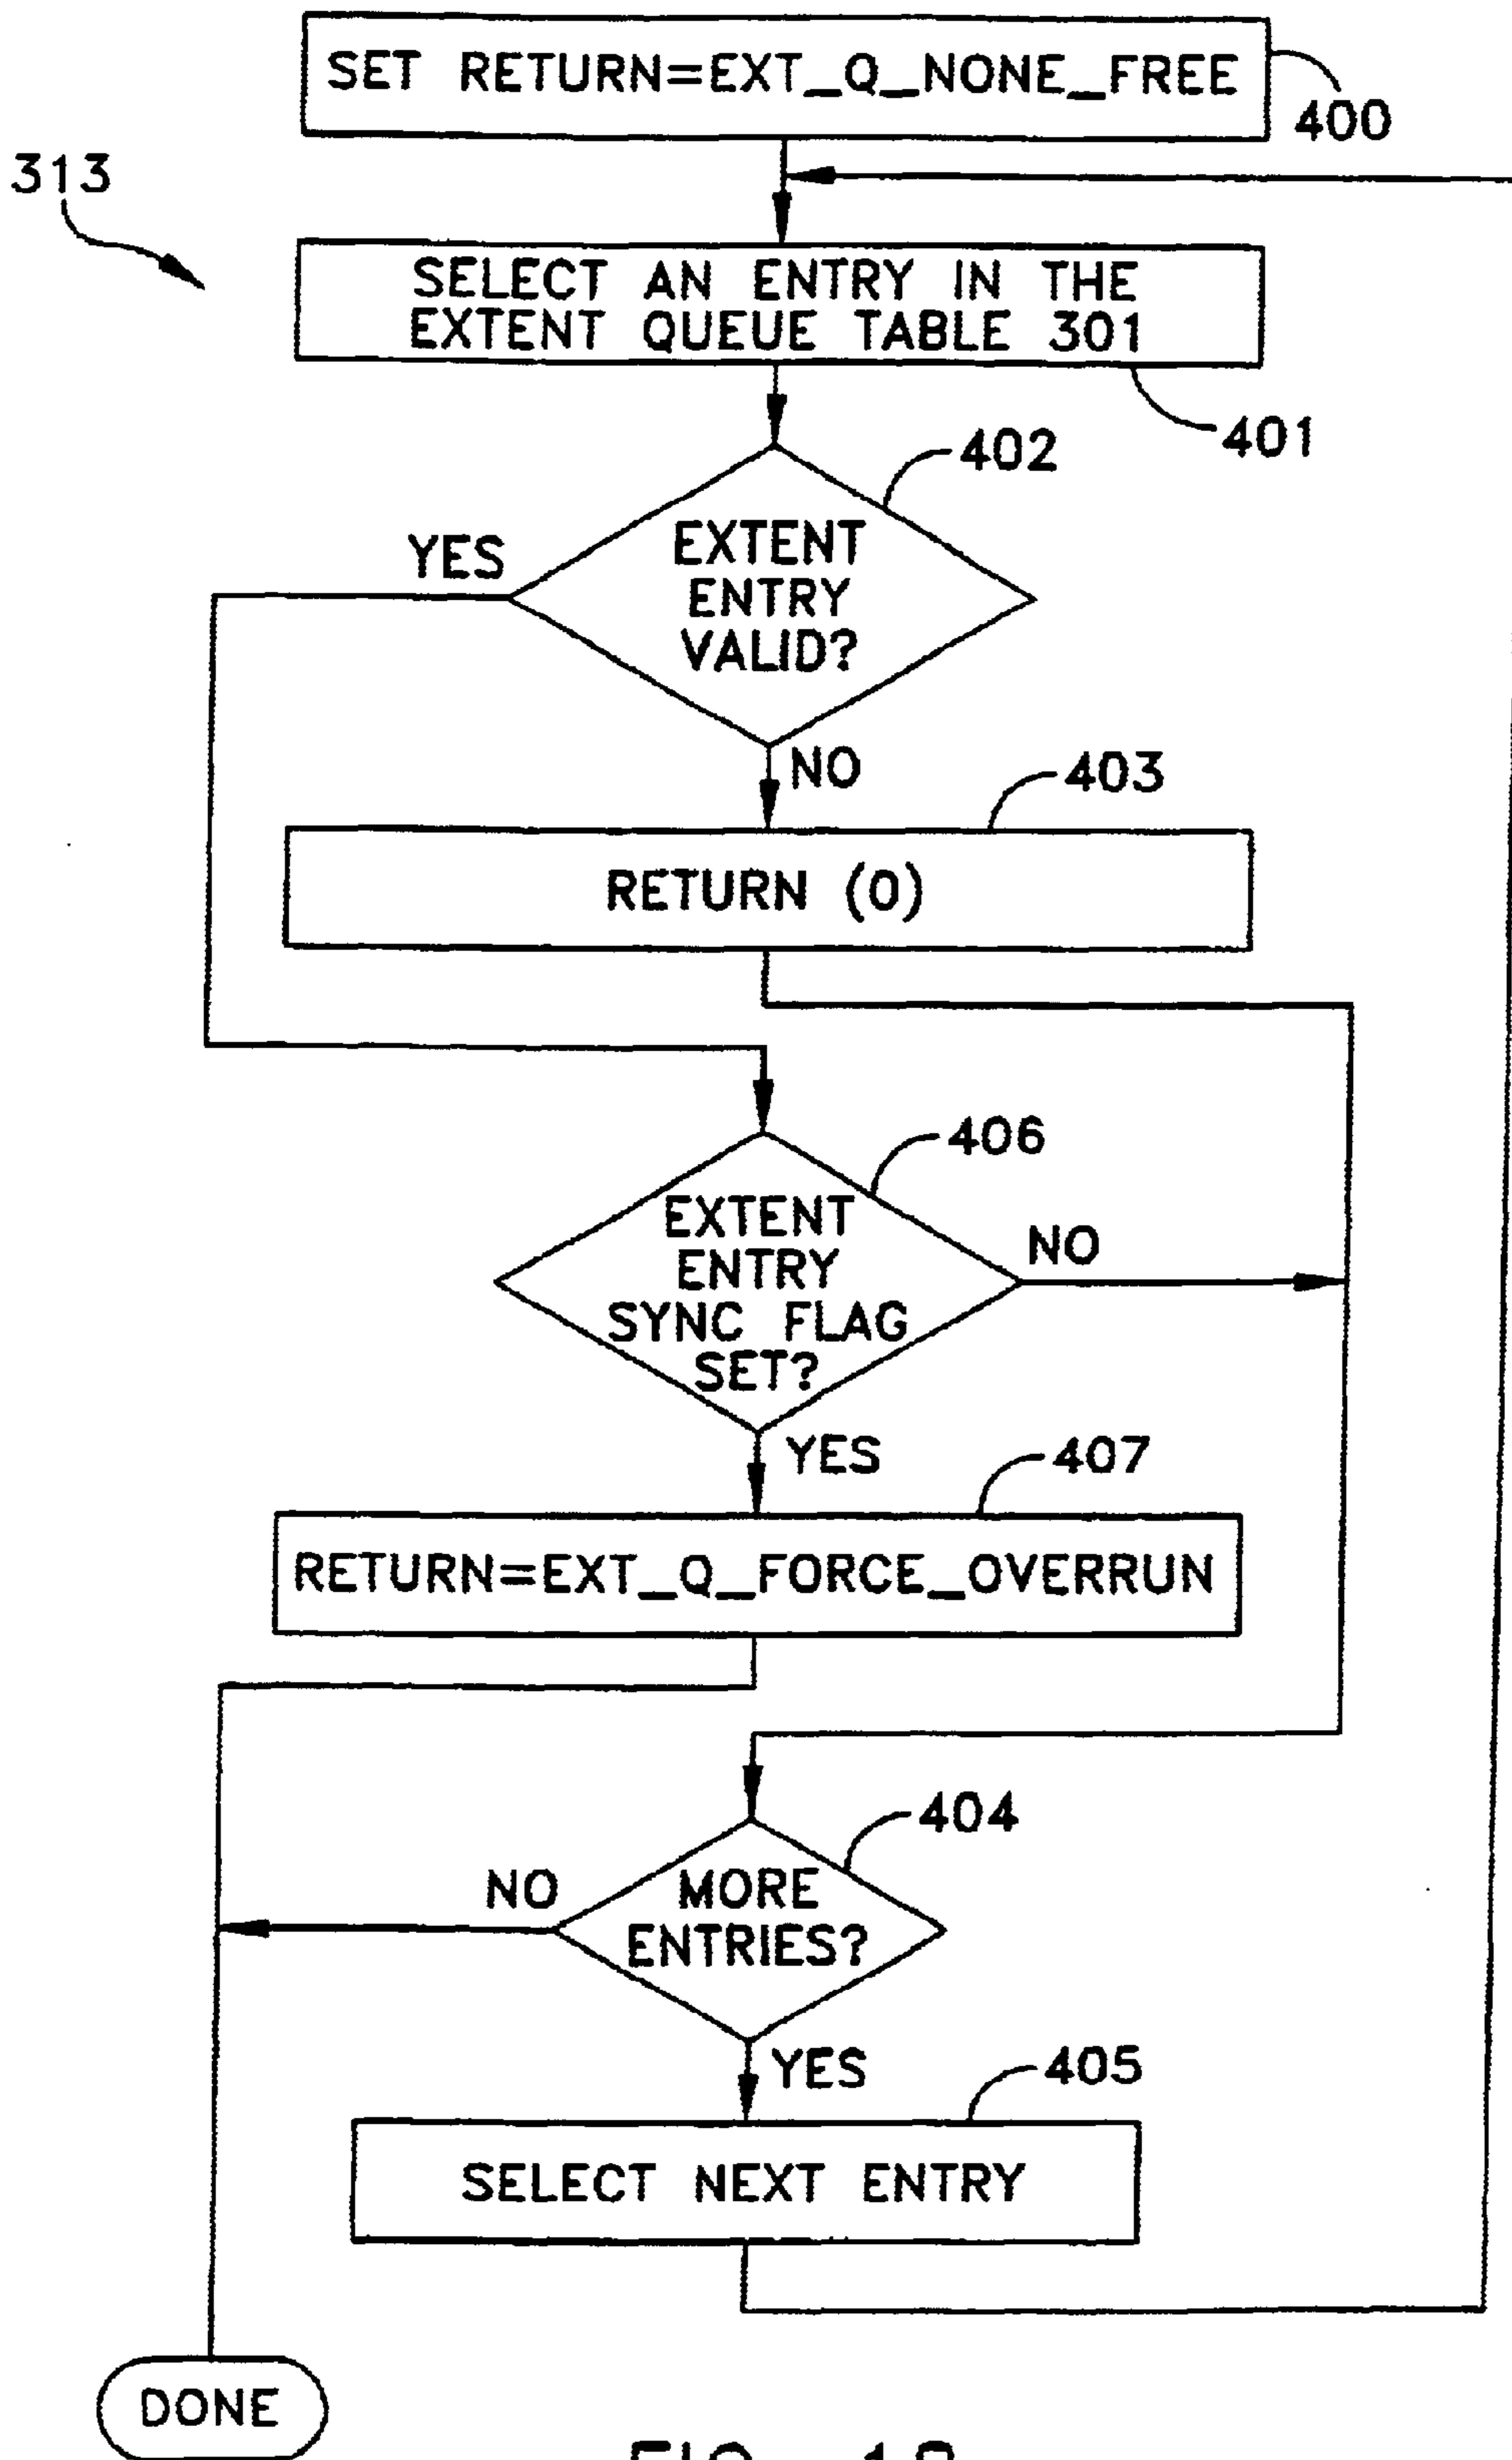 SET RETURN=EXT_Q_NONE_FREE
400
313
SELECT AN ENTRY IN THE
EXTENT QUEUE TABLE 301
401
402
YES
EXTENT
ENTRY
VALID?
NO
403
RETURN (0)
406
EXTENT
ENTRY
SYNC FLAG
SET?
NO
YES
407
RETURN=EXT_Q_FORCE_OVERRUN
404
NO
MORE
ENTRIES?
YES
405
SELECT NEXT ENTRY
DONE